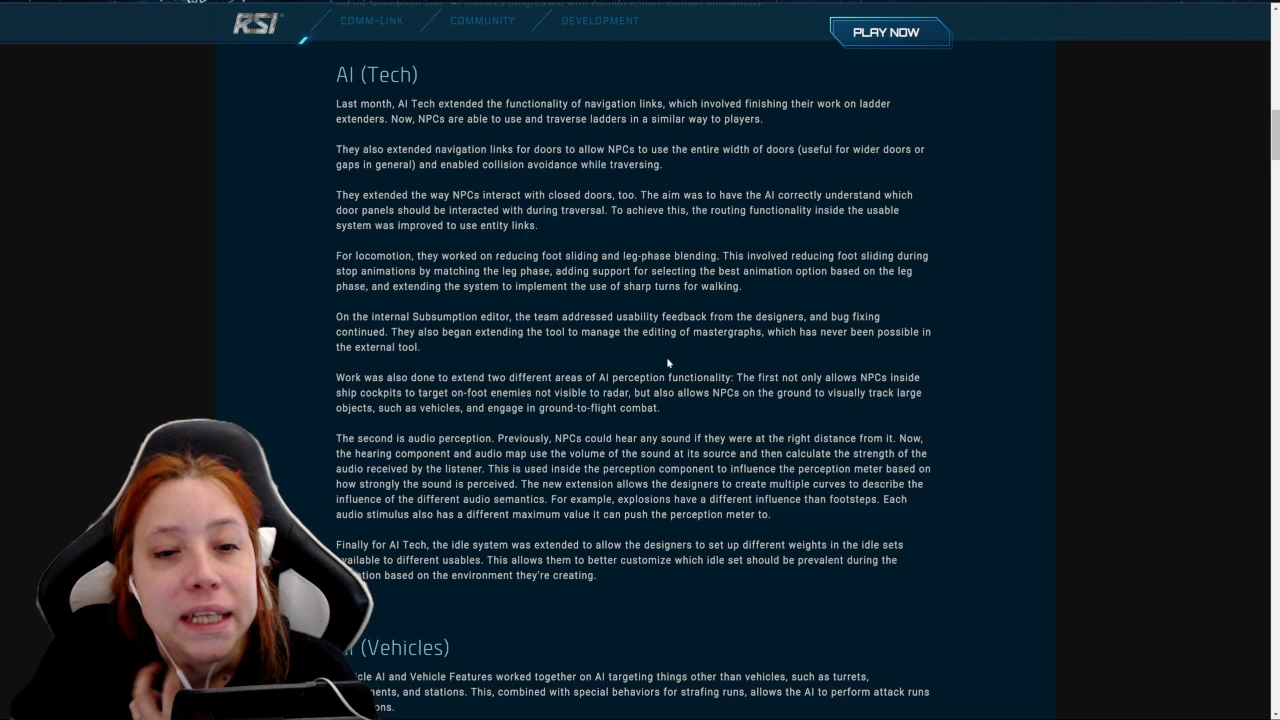 RSI
COMM-LINK
COMMUNITY
DEVELOPMENT
PLAY NOW
AI (Tech)
Last month, AI Tech extended the functionality of navigation links, which involved finishing their work on ladder
extenders. Now, NPCs are able to use and traverse ladders in a similar way to players.
They also extended navigation links for doors to allow NPCs to use the entire width of doors (useful for wider doors or
gaps in general) and enabled collision avoidance while traversing.
They extended the way NPCs interact with closed doors, too. The aim was to have the AI correctly understand which
door panels should be interacted with during traversal. To achieve this, the routing functionality inside the usable
system was improved to use entity links.
For locomotion, they worked on reducing foot sliding and leg-phase blending. This involved reducing foot sliding during
stop animations by matching the leg phase, adding support for selecting the best animation option based on the leg
phase, and extending the system to implement the use of sharp turns for walking.
On the internal Subsumption editor, the team addressed usability feedback from the designers, and bug fixing
continued. They also began extending the tool to manage the editing of mastergraphs, which has never been possible in
the external tool.
Work was also done to extend two different areas of AI perception functionality: The first not only allows NPCs inside
ship cockpits to target on-foot enemies not visible to radar, but also allows NPCs on the ground to visually track large
objects, such as vehicles, and engage in ground-to-flight combat.
The second is audio perception. Previously, NPCs could hear any sound if they were at the right distance from it. Now,
the hearing component and audio map use the volume of the sound at its source and then calculate the strength of the
audio received by the listener. This is used inside the perception component to influence the perception meter based on
how strongly the sound is perceived. The new extension allows the designers to create multiple curves to describe the
influence of the different audio semantics. For example, explosions have a different influence than footsteps. Each
audio stimulus also has a different maximum value it can push the perception meter to.
Finally for AI Tech, the idle system was extended to allow the designers to set up different weights in the idle sets
available to different usables. This allows them to better customize which idle set should be prevalent during the
based on the environment they're creating.
(Vehicles)
AI and Vehicle Features worked together on AI targeting things other than vehicles, such as turrets,
and stations. This, combined with special behaviors for strafing runs, allows the AI to perform attack runs